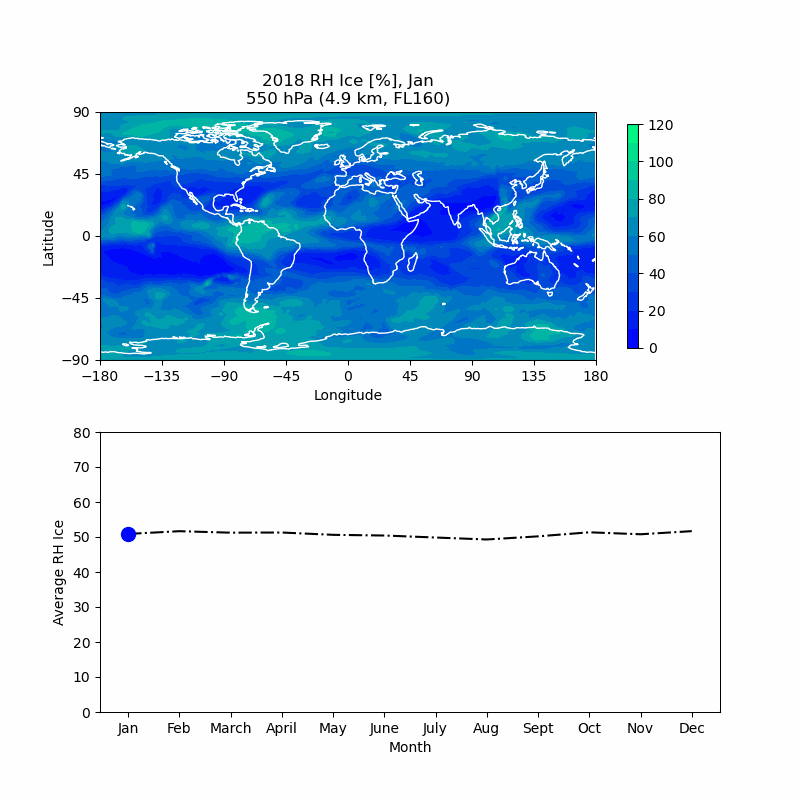 2018 RH Ice [%], Jan
550 hPa (4.9 km, FL160)
90
45
0
−45
−90
Latitude
−180 −135 −90 −45 0 45 90 135 180
Longitude
120
100
80
60
40
20
0
80
70
60
50
40
30
20
10
0
Average RH Ice
Jan Feb March April May June July Aug Sept Oct Nov Dec
Month